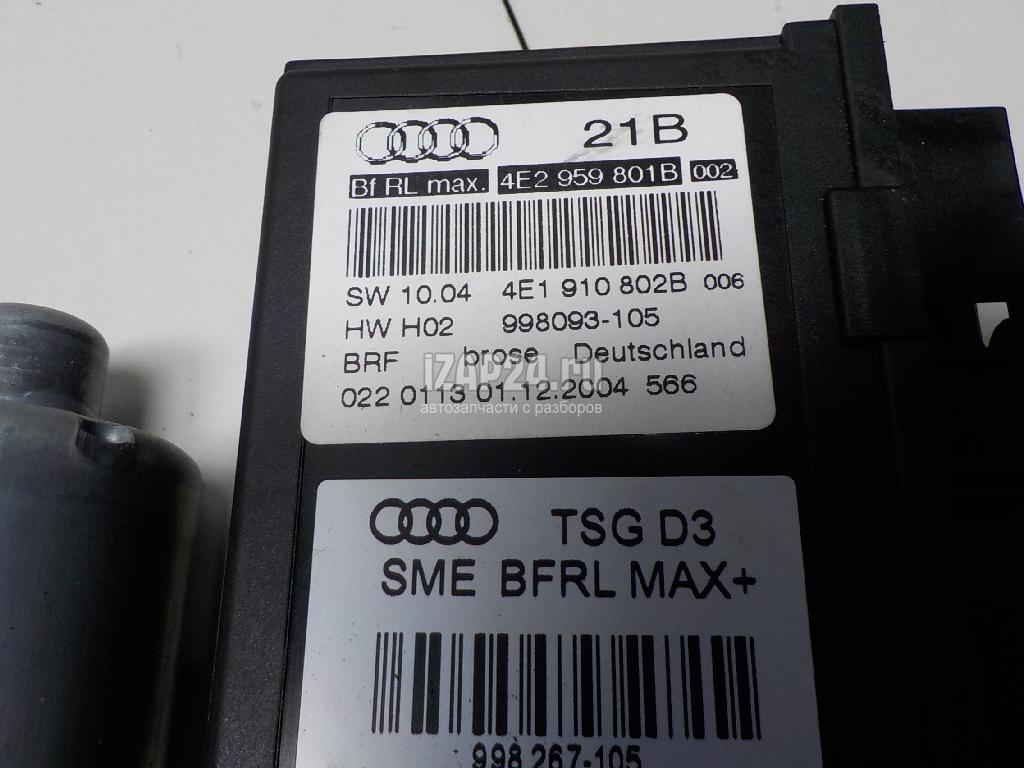 21B
Bf RL max. 4E2 959 801B 002
SW 10.04 4E1 910 802B 006
HW H02 998093-105
BRF brose Deutschland
022 0113 01.12.2004 566
iZAP24.ru
автозапчасти с разборов
TSG D3
SME BFRL MAX+
998 267-105